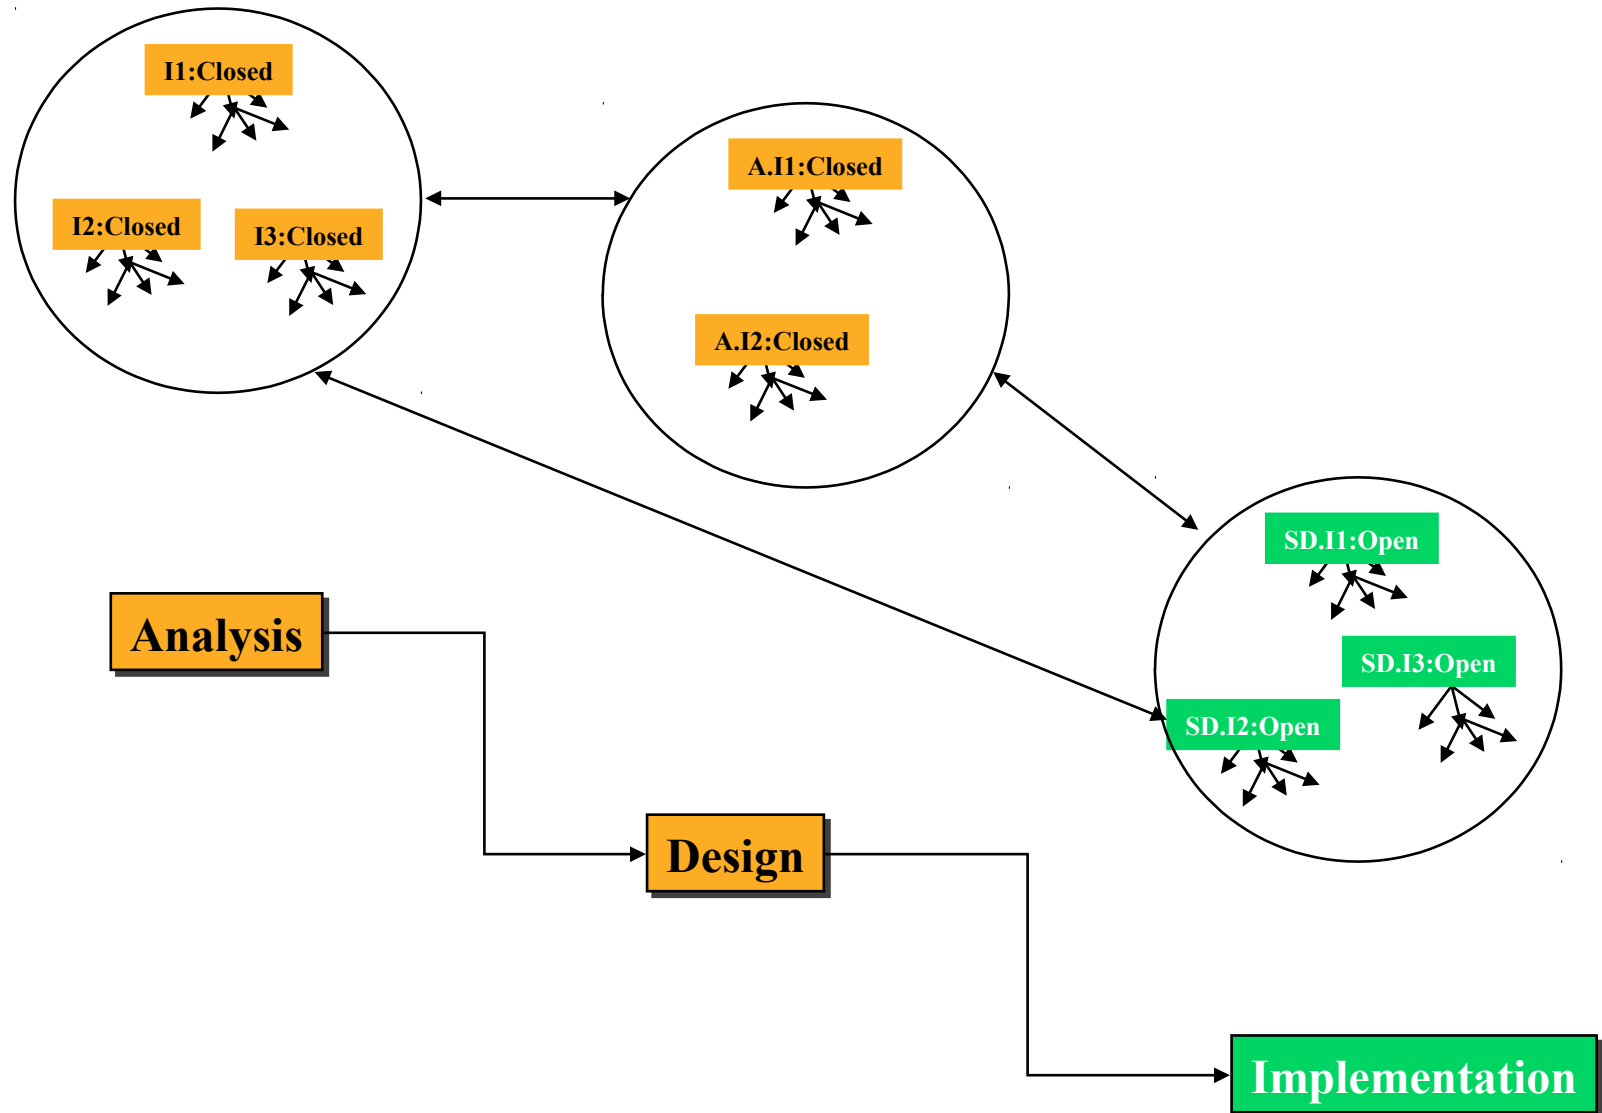 I1:Closed
I2:Closed
I3:Closed
A.I1:Closed
A.I2:Closed
SD.I1:Open
SD.I3:Open
SD.I2:Open
Analysis
Design
Implementation